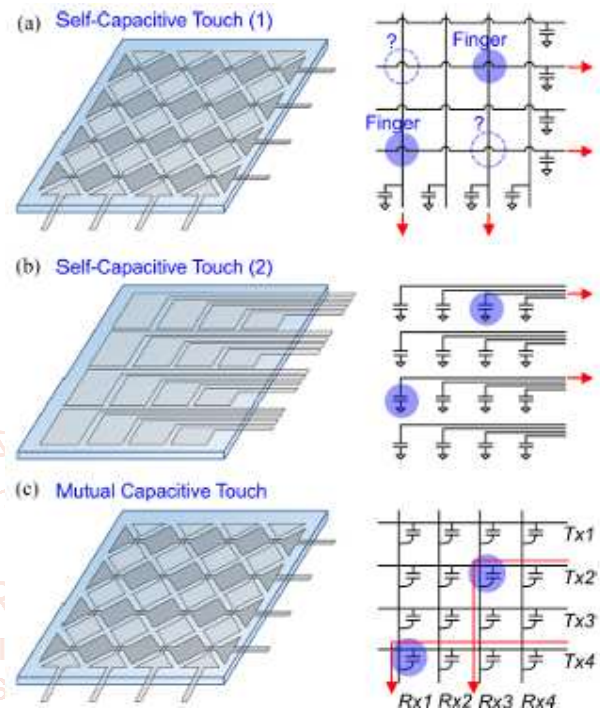 (a) Self-Capacitive Touch (1)
?
Finger
Finger
?
(b) Self-Capacitive Touch (2)
(c) Mutual Capacitive Touch
Tx1
Tx2
Tx3
Tx4
Rx1 Rx2 Rx3 Rx4